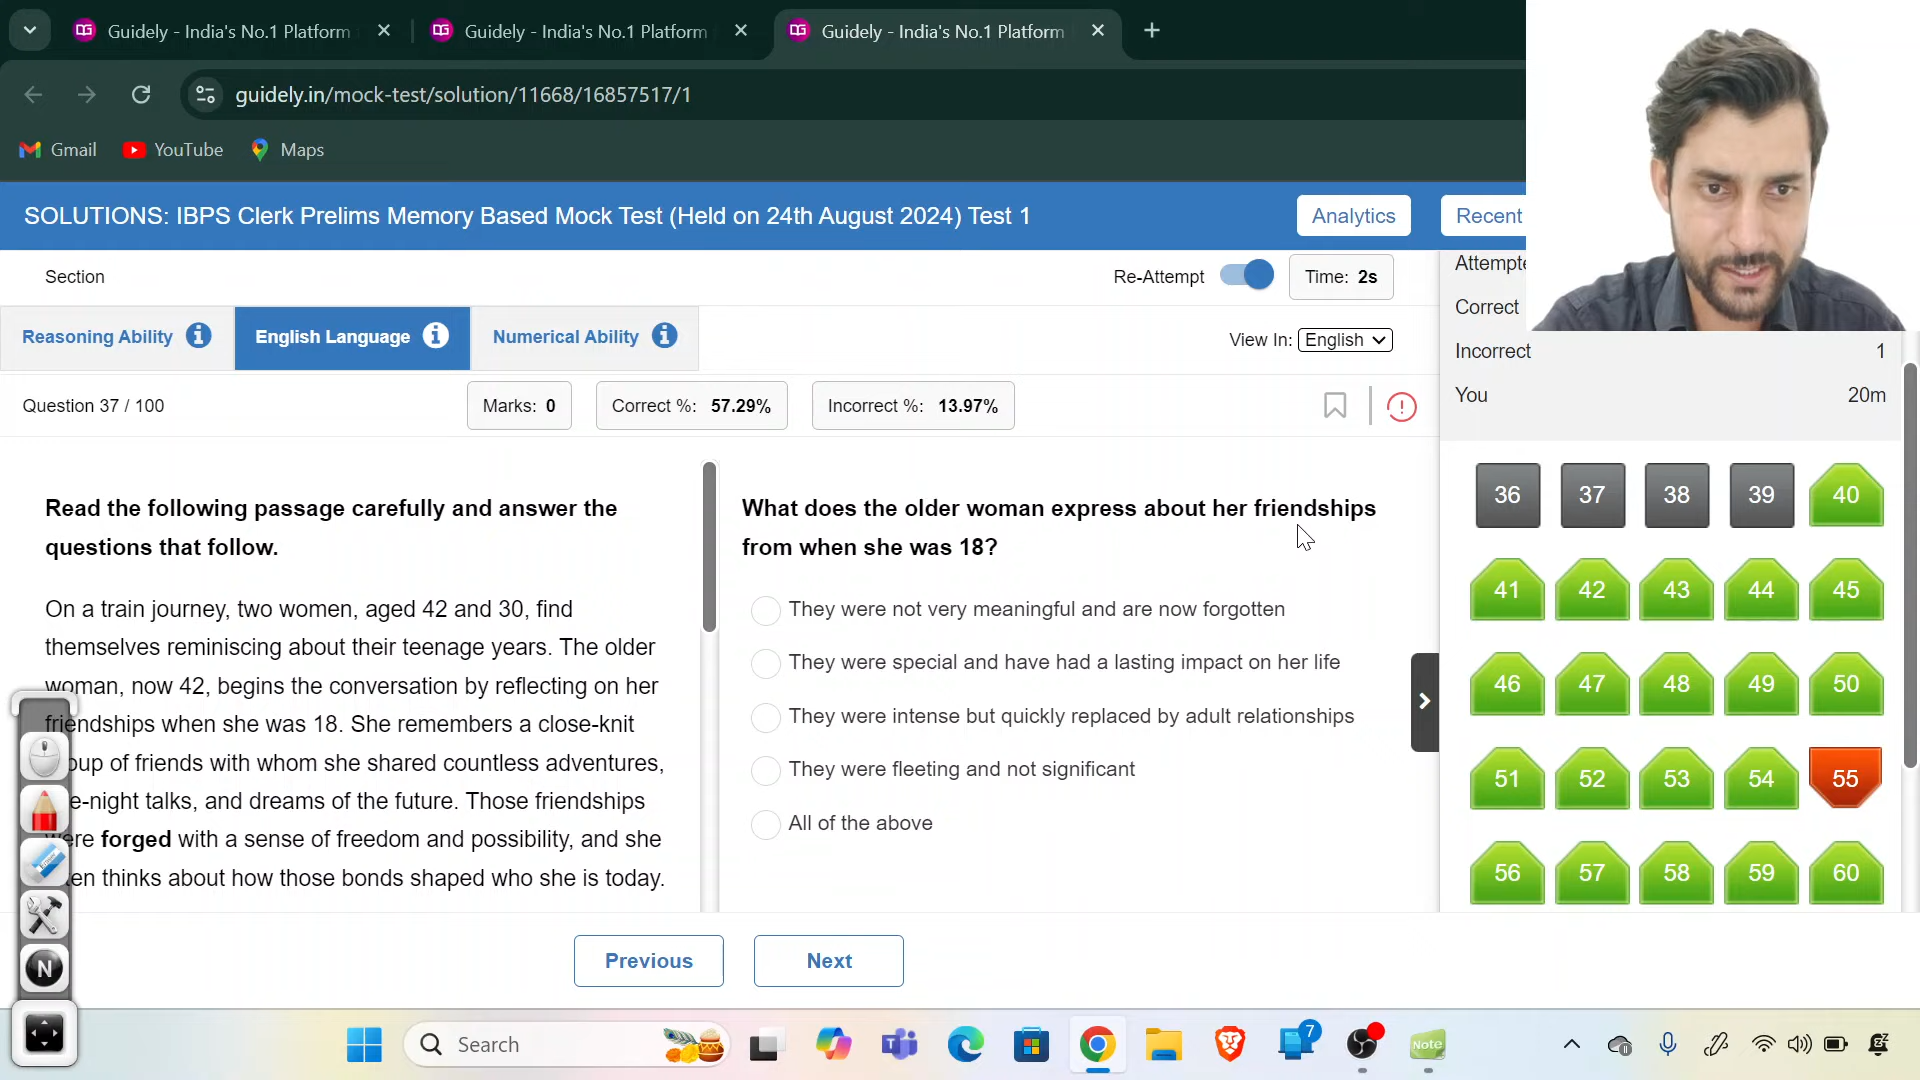 Guidely - India's No.1 Platform
Guidely - India's No.1 Platform
Guidely - India's No.1 Platform
guidely.in/mock-test/solution/11668/16857517/1
Gmail YouTube Maps
SOLUTIONS: IBPS Clerk Prelims Memory Based Mock Test (Held on 24th August 2024) Test 1
Analytics
Recent
Section
Re-Attempt
Time: 2s
Reasoning Ability
English Language
Numerical Ability
View In: English
Question 37 / 100
Marks: 0
Correct %: 57.29%
Incorrect %: 13.97%
Read the following passage carefully and answer the
questions that follow.
On a train journey, two women, aged 42 and 30, find
themselves reminiscing about their teenage years. The older
woman, now 42, begins the conversation by reflecting on her
friendships when she was 18. She remembers a close-knit
oup of friends with whom she shared countless adventures,
e-night talks, and dreams of the future. Those friendships
were forged with a sense of freedom and possibility, and she
en thinks about how those bonds shaped who she is today.
What does the older woman express about her friendships
from when she was 18?
They were not very meaningful and are now forgotten
They were special and have had a lasting impact on her life
They were intense but quickly replaced by adult relationships
They were fleeting and not significant
All of the above
Previous
Next
Attempte
Correct
Incorrect 1
You 20m
36 37 38 39 40
41 42 43 44 45
46 47 48 49 50
51 52 53 54 55
56 57 58 59 60
N
Search
7
Note